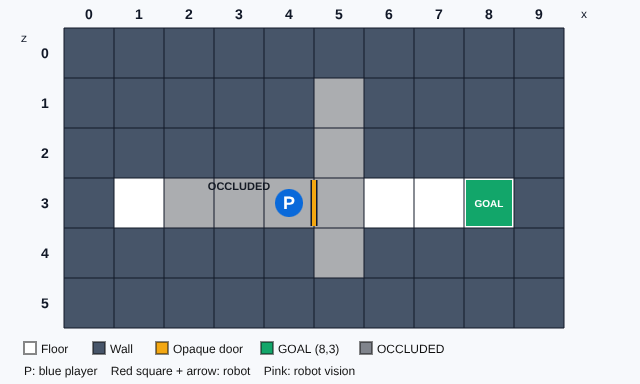 0 1 2 3 4 5 6 7 8 9 x
z
0
1
2
OCCLUDED
3 P GOAL
4
5
Floor Wall Opaque door GOAL (8,3) OCCLUDED
P: blue player Red square + arrow: robot Pink: robot vision